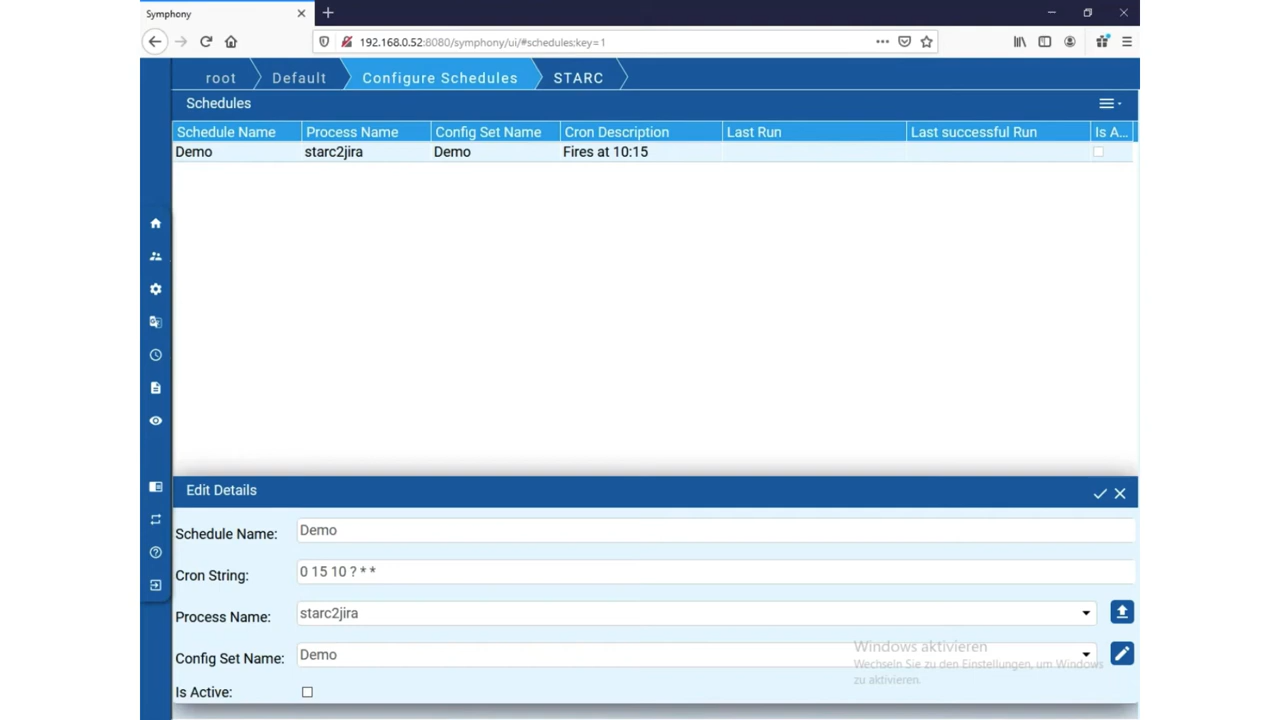 Symphony
192.168.0.52:8080/symphony/ui/#schedules;key=1
root Default Configure Schedules STARC
Schedules
Schedule Name Process Name Config Set Name Cron Description Last Run Last successful Run Is A...
Demo starc2jira Demo Fires at 10:15
Edit Details
Schedule Name: Demo
Cron String: 0 15 10 ? * *
Process Name: starc2jira
Config Set Name: Demo
Windows aktivieren
Wechseln Sie zu den Einstellungen, um Windows
zu aktivieren.
Is Active: